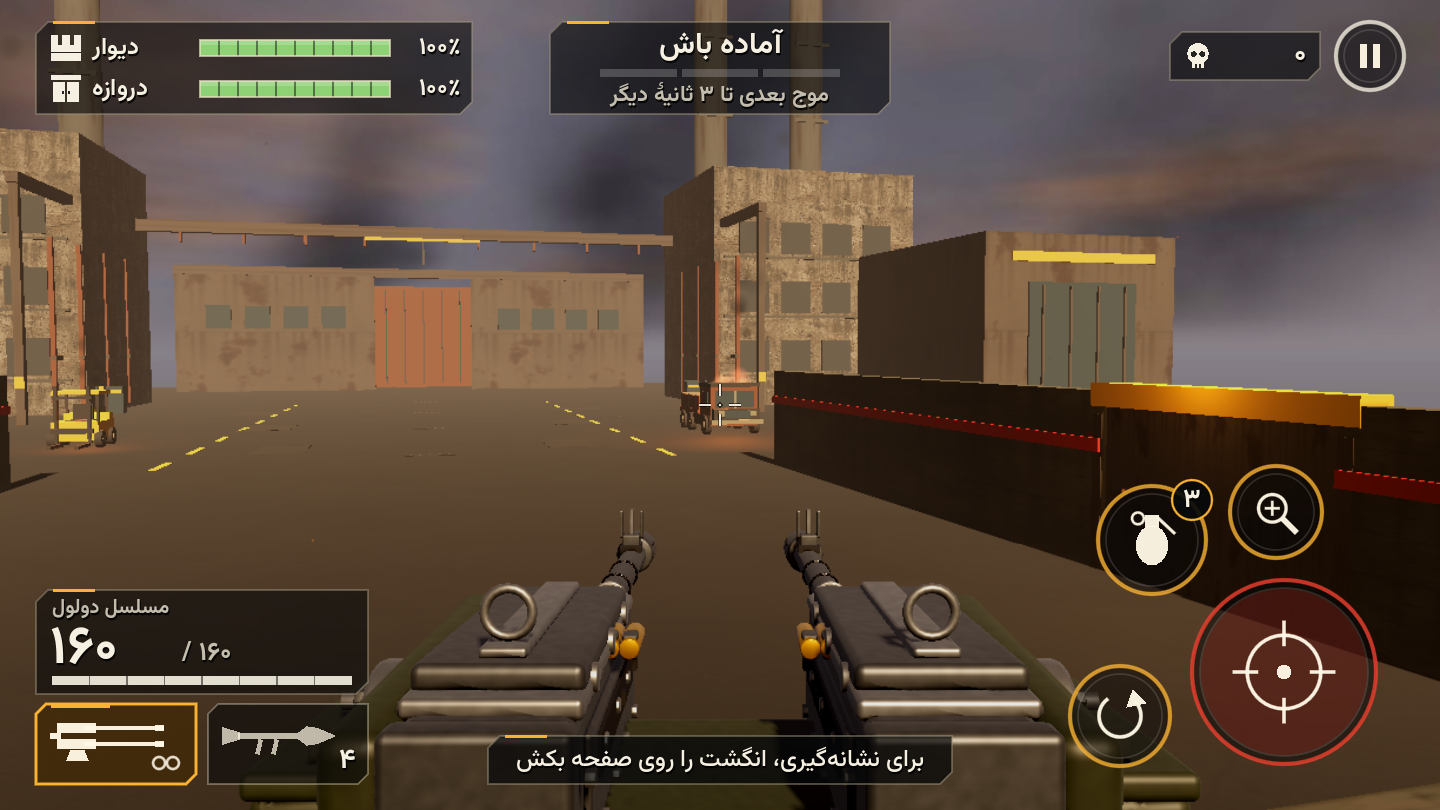 دیوار
۱۰۰٪
دروازه
۱۰۰٪
آماده باش
موج بعدی تا ۳ ثانیهٔ دیگر
۰
۳
مسلسل دولول
۱۶۰ / ۱۶۰
∞
۴
برای نشانه‌گیری، انگشت را روی صفحه بکش